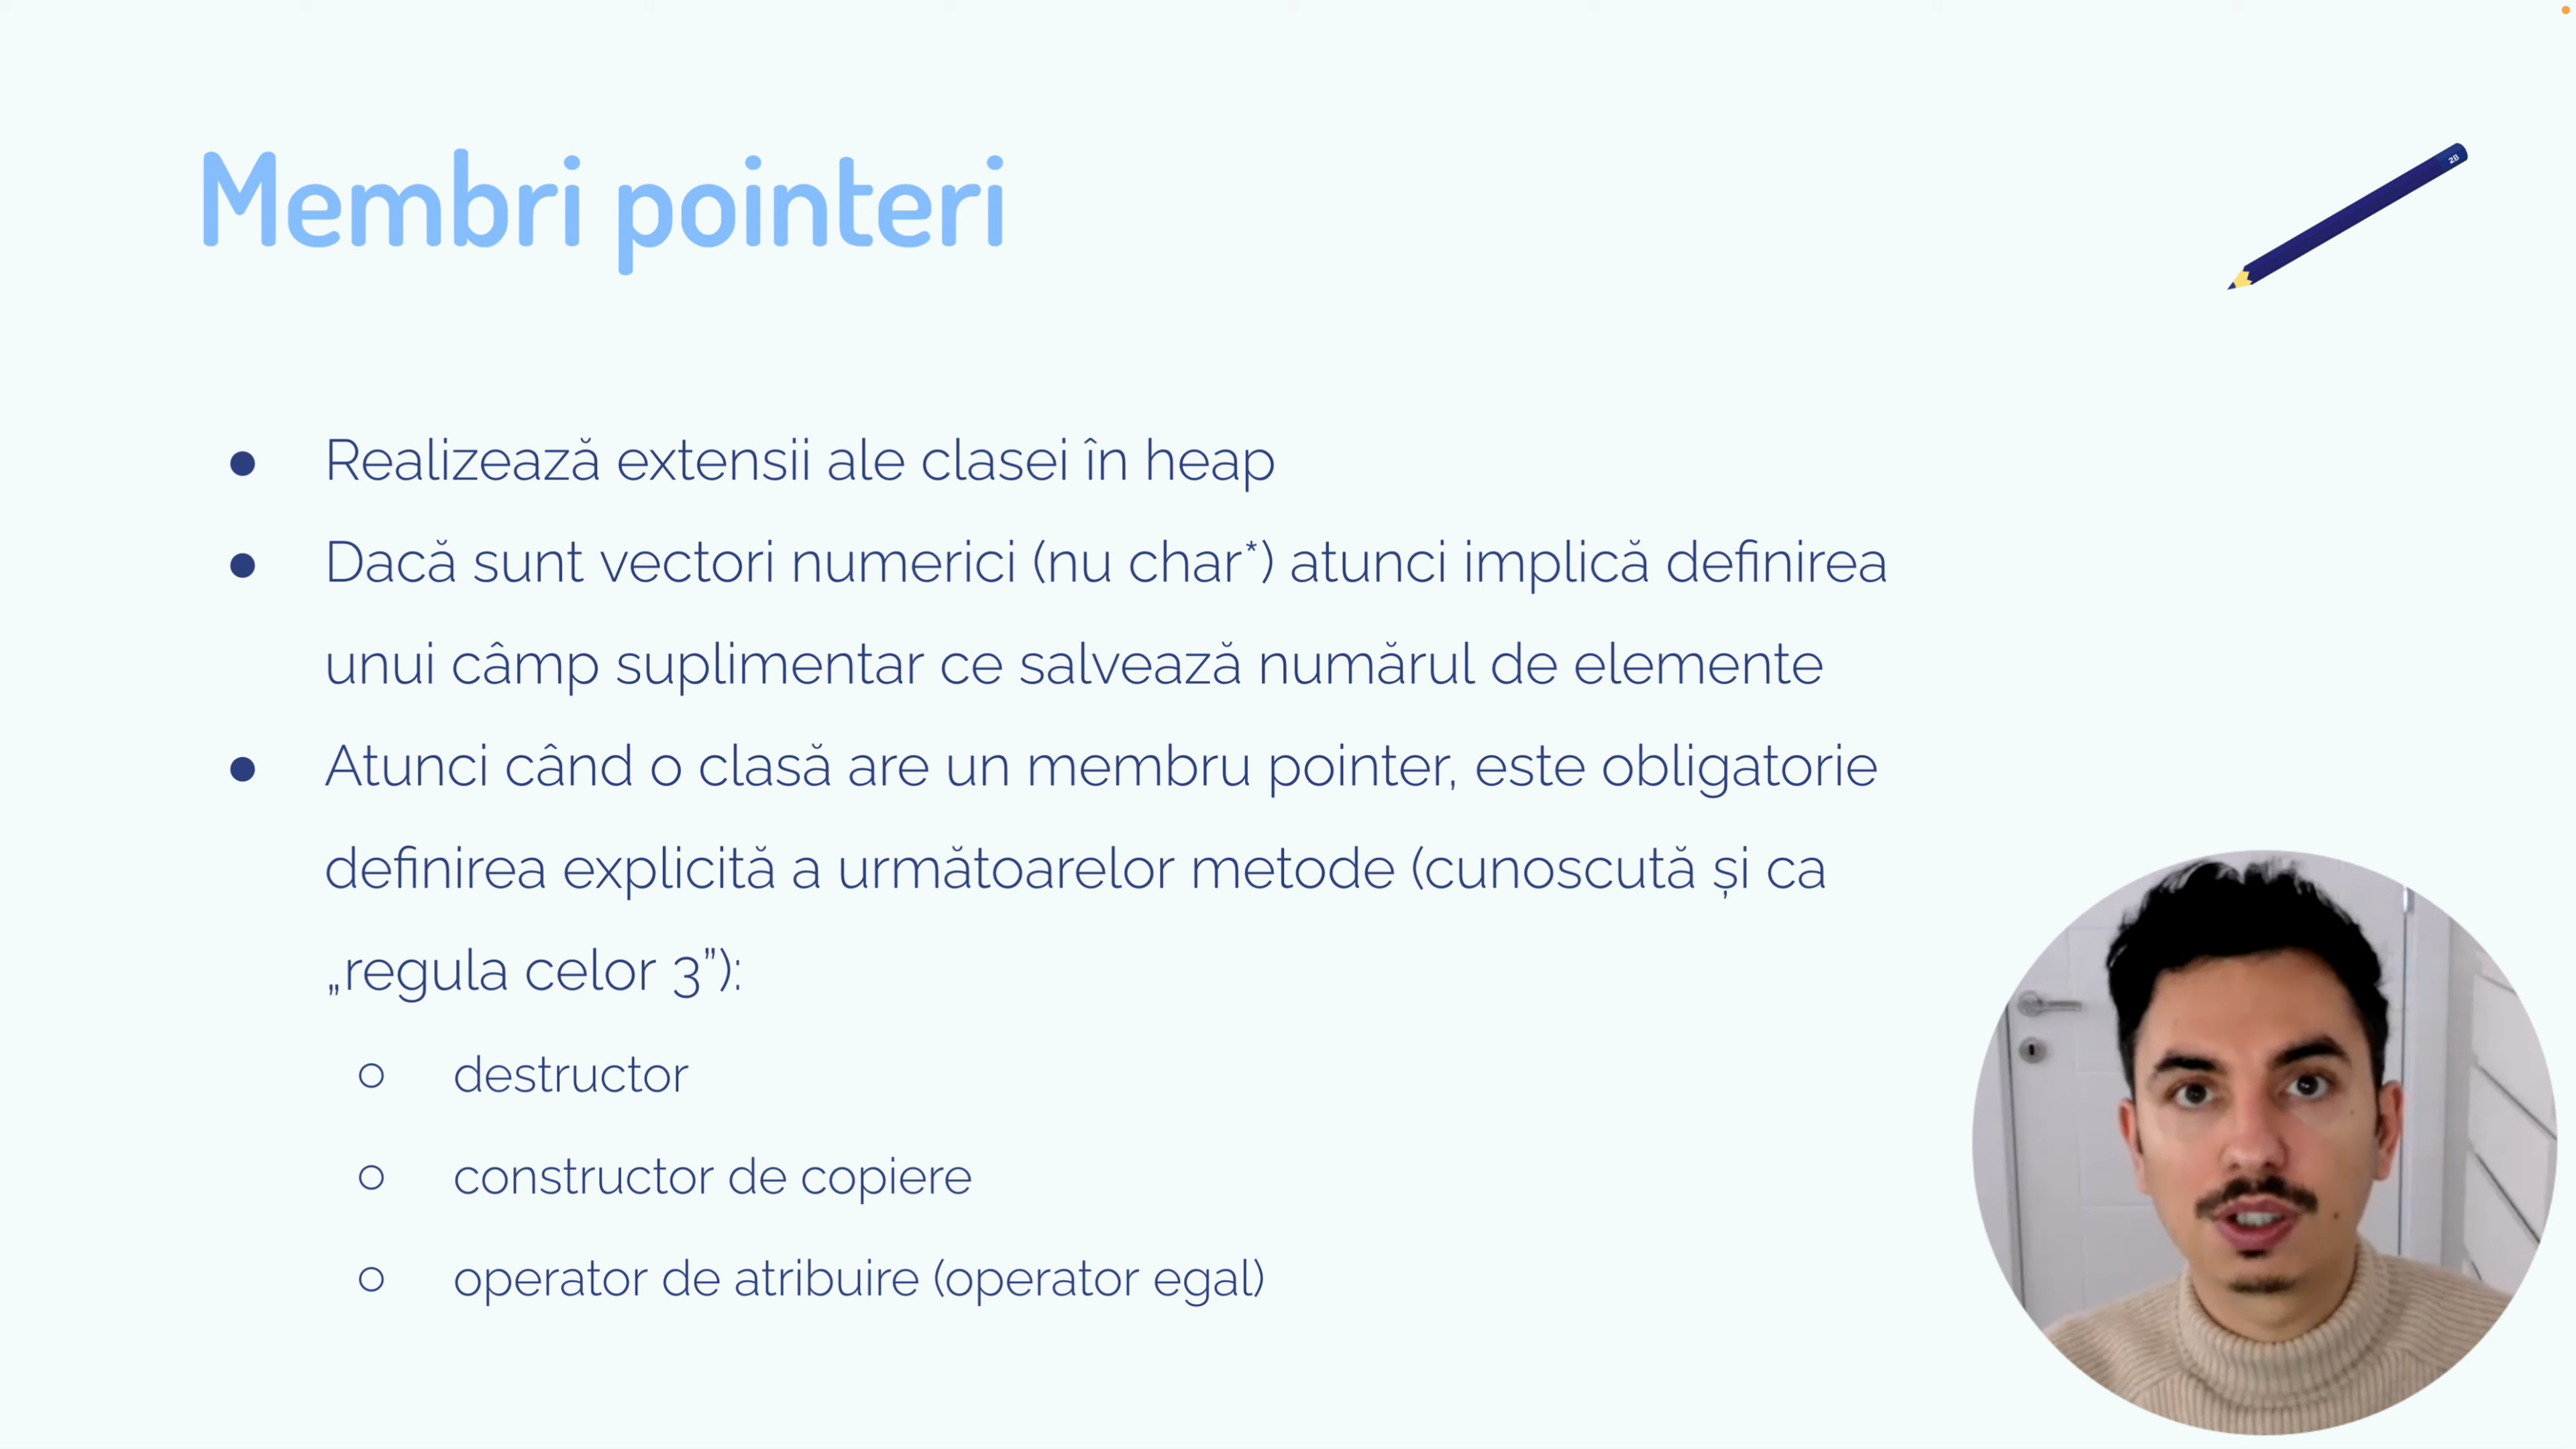 Membri pointeri
2B
● Realizează extensii ale clasei în heap
● Dacă sunt vectori numerici (nu char*) atunci implică definirea
unui câmp suplimentar ce salvează numărul de elemente
● Atunci când o clasă are un membru pointer, este obligatorie
definirea explicită a următoarelor metode (cunoscută și ca
„regula celor 3”):
○ destructor
○ constructor de copiere
○ operator de atribuire (operator egal)